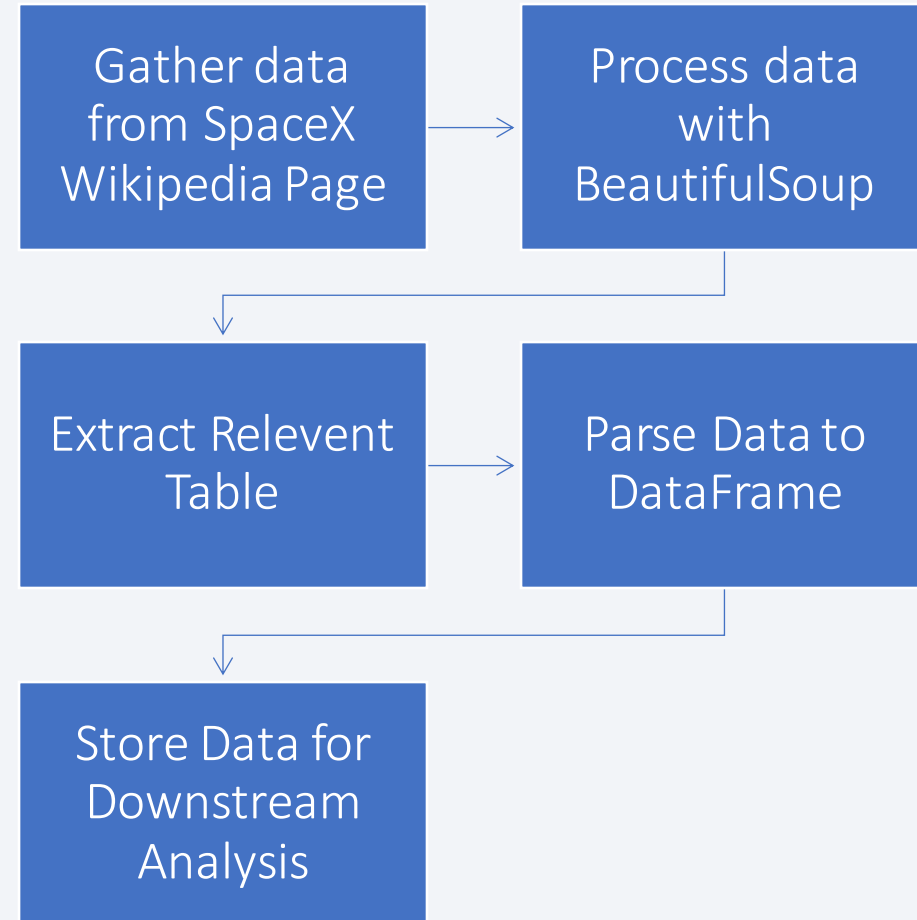 Gather data
from SpaceX
Wikipedia Page
Process data
with
BeautifulSoup
Extract Relevent
Table
Parse Data to
DataFrame
Store Data for
Downstream
Analysis